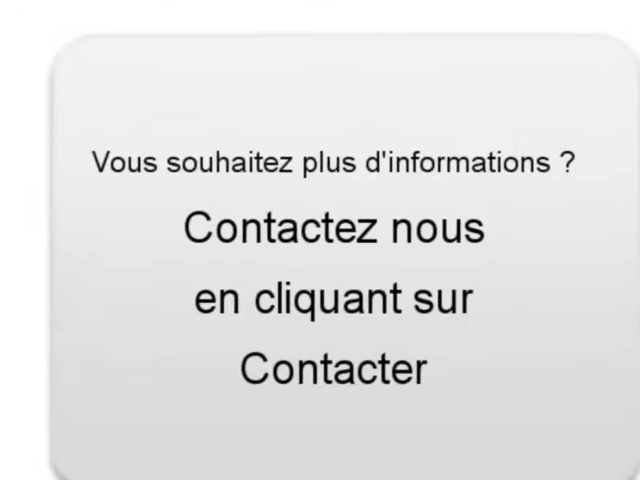 Vous souhaitez plus d'informations ?
Contactez nous
en cliquant sur
Contacter